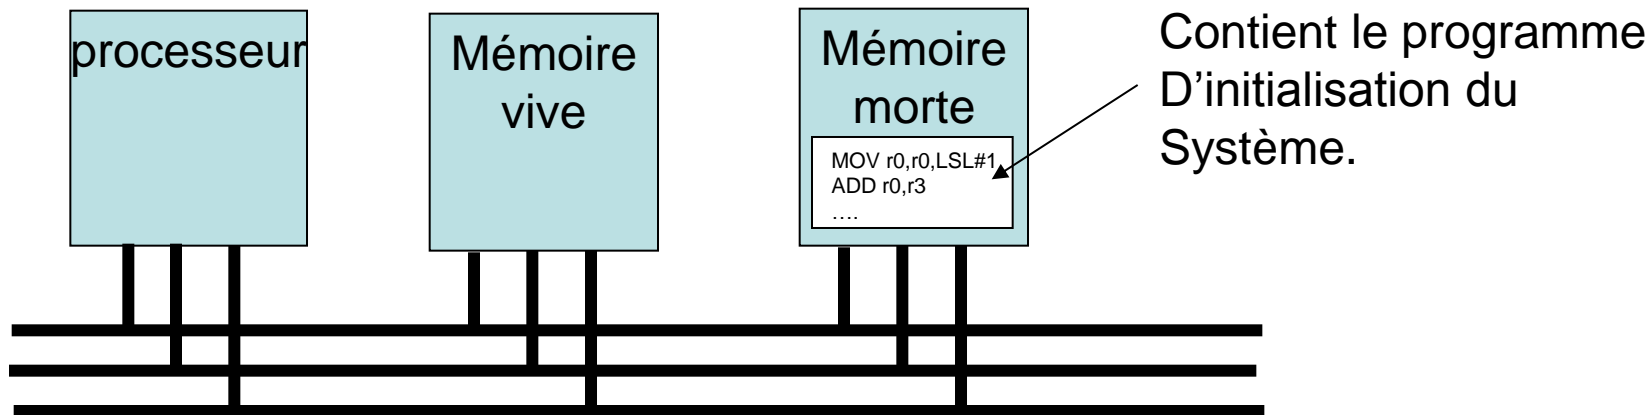 processeur
Mémoire
vive
Mémoire
morte
MOV r0,r0,LSL#1
ADD r0,r3
....
Contient le programme
D’initialisation du
Système.